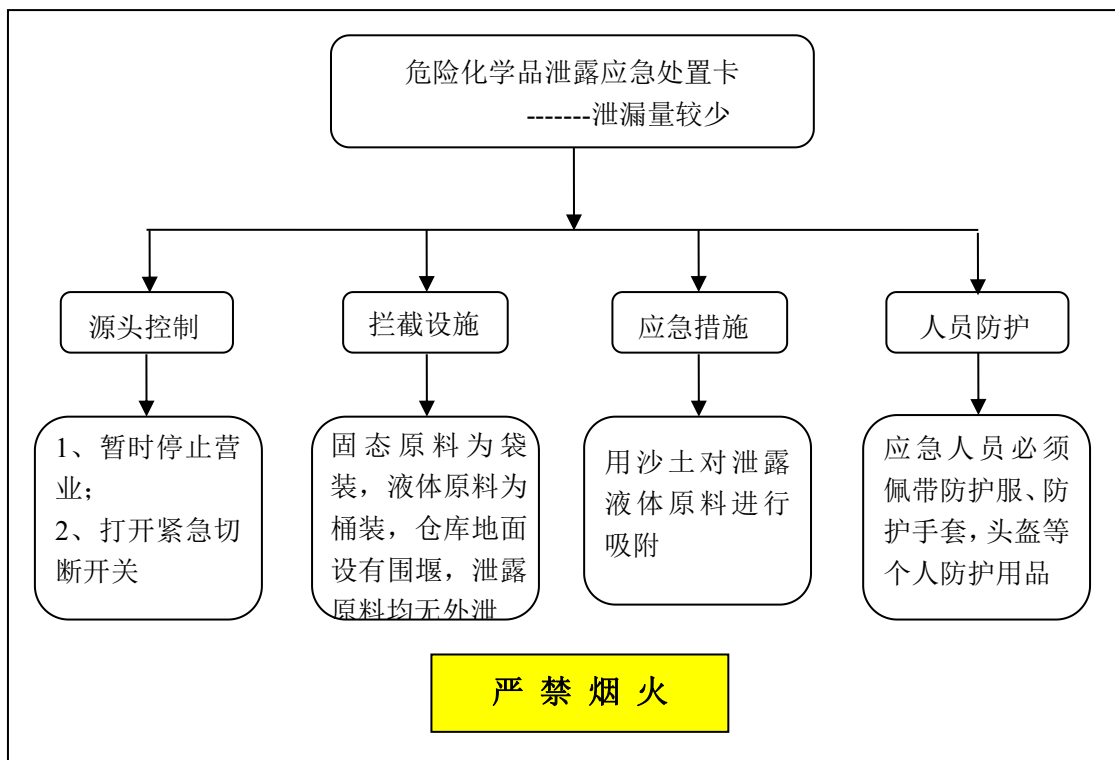 危险化学品泄露应急处置卡
-------泄漏量较少
源头控制
拦截设施
应急措施
人员防护
1、暂时停止营
业；
2、打开紧急切
断开关
固态原料为袋
装，液体原料为
桶装，仓库地面
设有围堰，泄露
原料均无外泄
用沙土对泄露
液体原料进行
吸附
应急人员必须
佩带防护服、防
护手套，头盔等
个人防护用品
严禁烟火